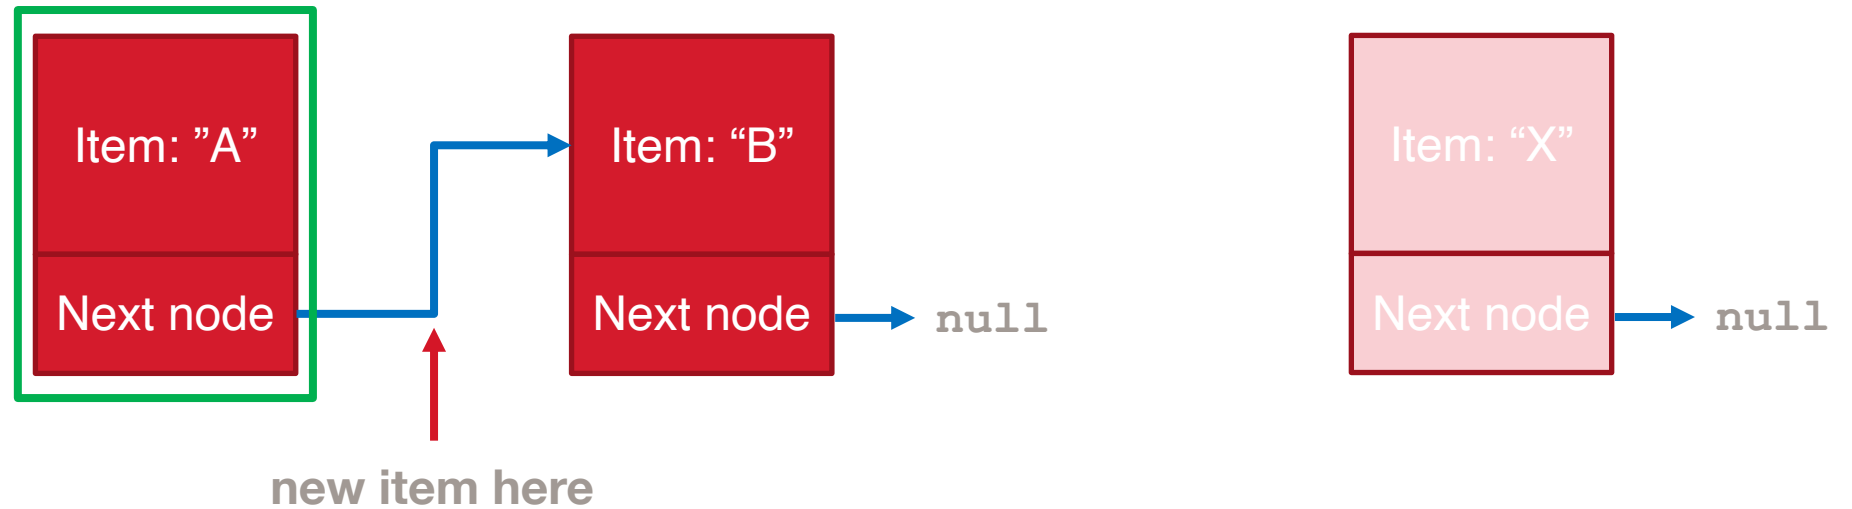 Item: ”A”
Next node
Item: “B”
Next node
null
Item: “X”
Next node
null
new item here